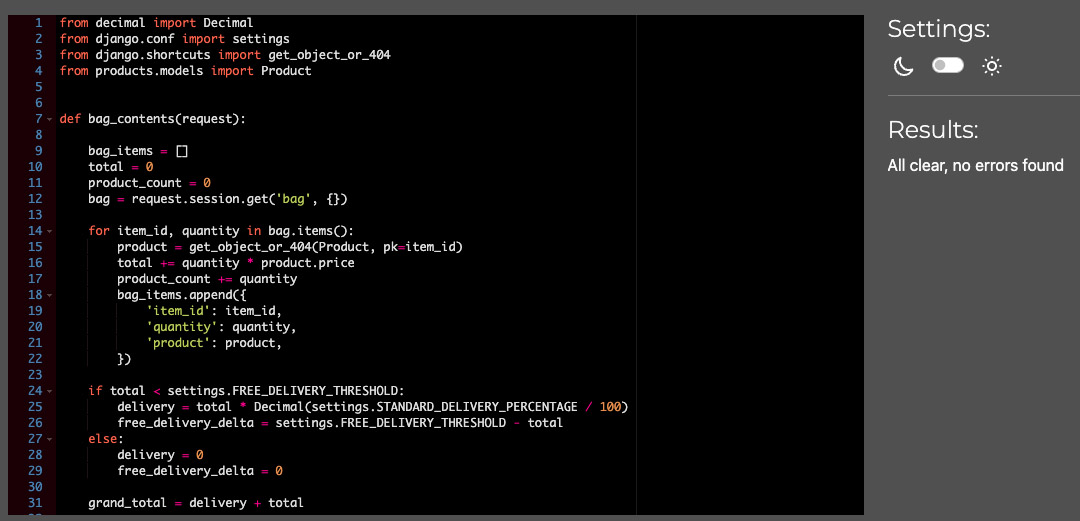 1 from decimal import Decimal
2 from django.conf import settings
3 from django.shortcuts import get_object_or_404
4 from products.models import Product
5
6
7 def bag_contents(request):
8
9     bag_items = []
10     total = 0
11     product_count = 0
12     bag = request.session.get('bag', {})
13
14     for item_id, quantity in bag.items():
15         product = get_object_or_404(Product, pk=item_id)
16         total += quantity * product.price
17         product_count += quantity
18         bag_items.append({
19             'item_id': item_id,
20             'quantity': quantity,
21             'product': product,
22         })
23
24     if total < settings.FREE_DELIVERY_THRESHOLD:
25         delivery = total * Decimal(settings.STANDARD_DELIVERY_PERCENTAGE / 100)
26         free_delivery_delta = settings.FREE_DELIVERY_THRESHOLD - total
27     else:
28         delivery = 0
29         free_delivery_delta = 0
30
31     grand_total = delivery + total
Settings:
Results:
All clear, no errors found